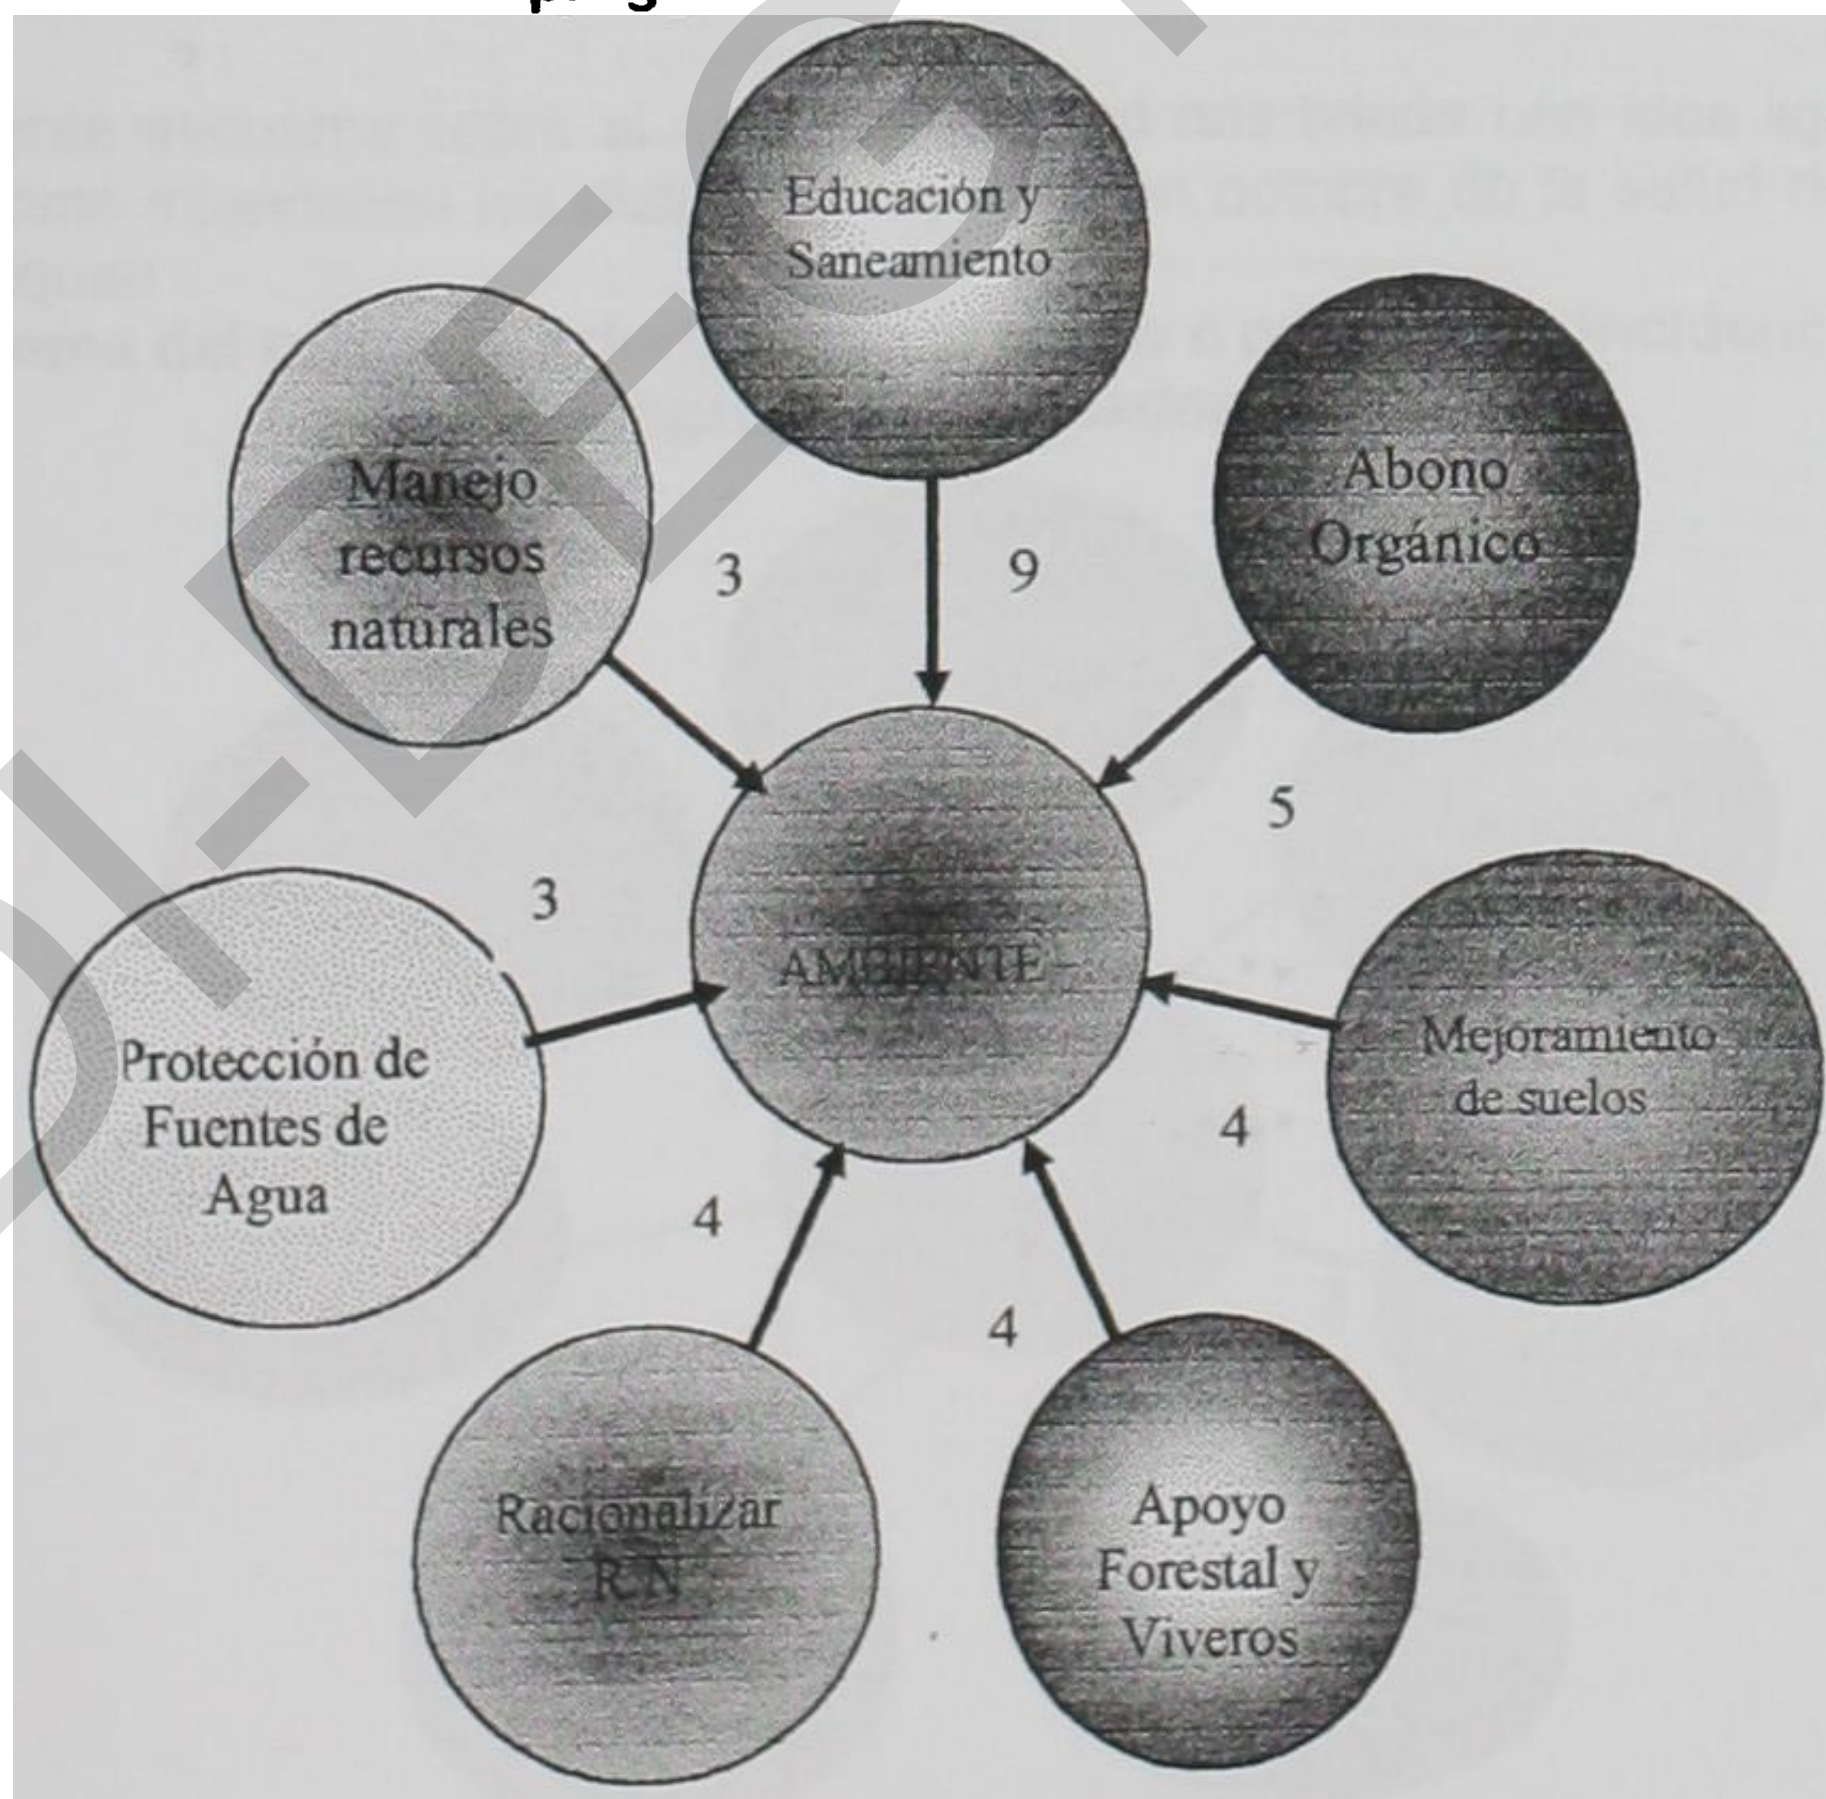 Educación y
Saneamiento
Manejo
recursos
naturales
Abono
Orgánico
3
9
5
3
AMBIENTE
Protección de
Fuentes de
Agua
Mejoramiento
de suelos
4
4
4
Racionalizar
R.N
Apoyo
Forestal y
Viveros